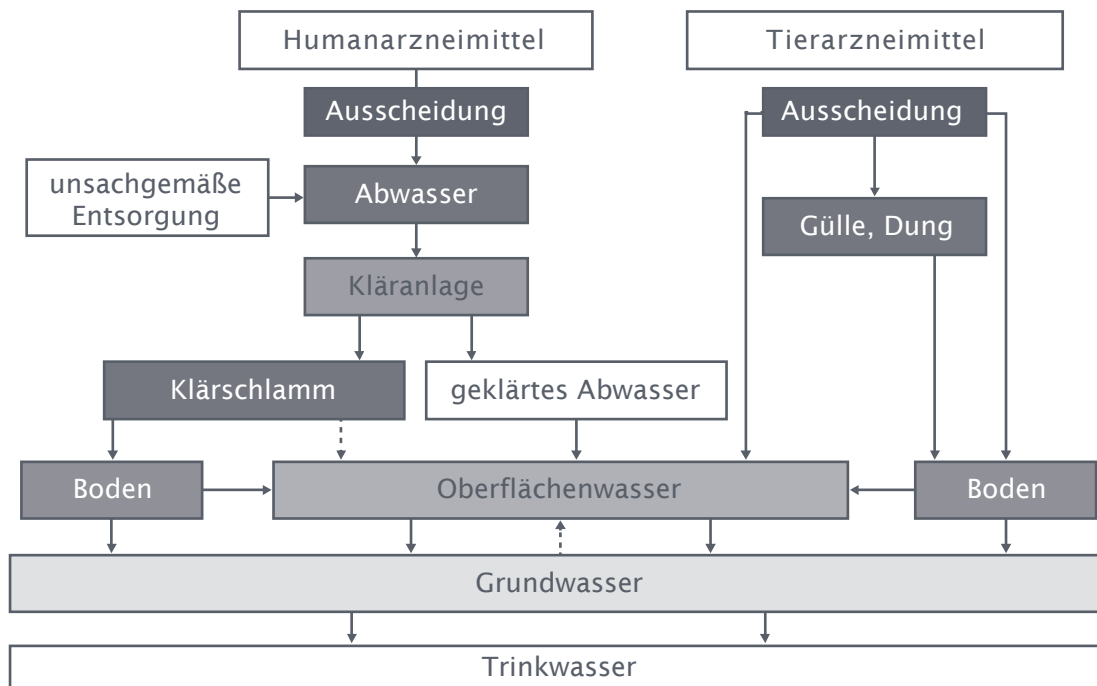 Humanarzneimittel
Tierarzneimittel
Ausscheidung
Ausscheidung
unsachgemäße
Entsorgung
Abwasser
Gülle, Dung
Kläranlage
Klärschlamm
geklärtes Abwasser
Boden
Oberflächenwasser
Boden
Grundwasser
Trinkwasser